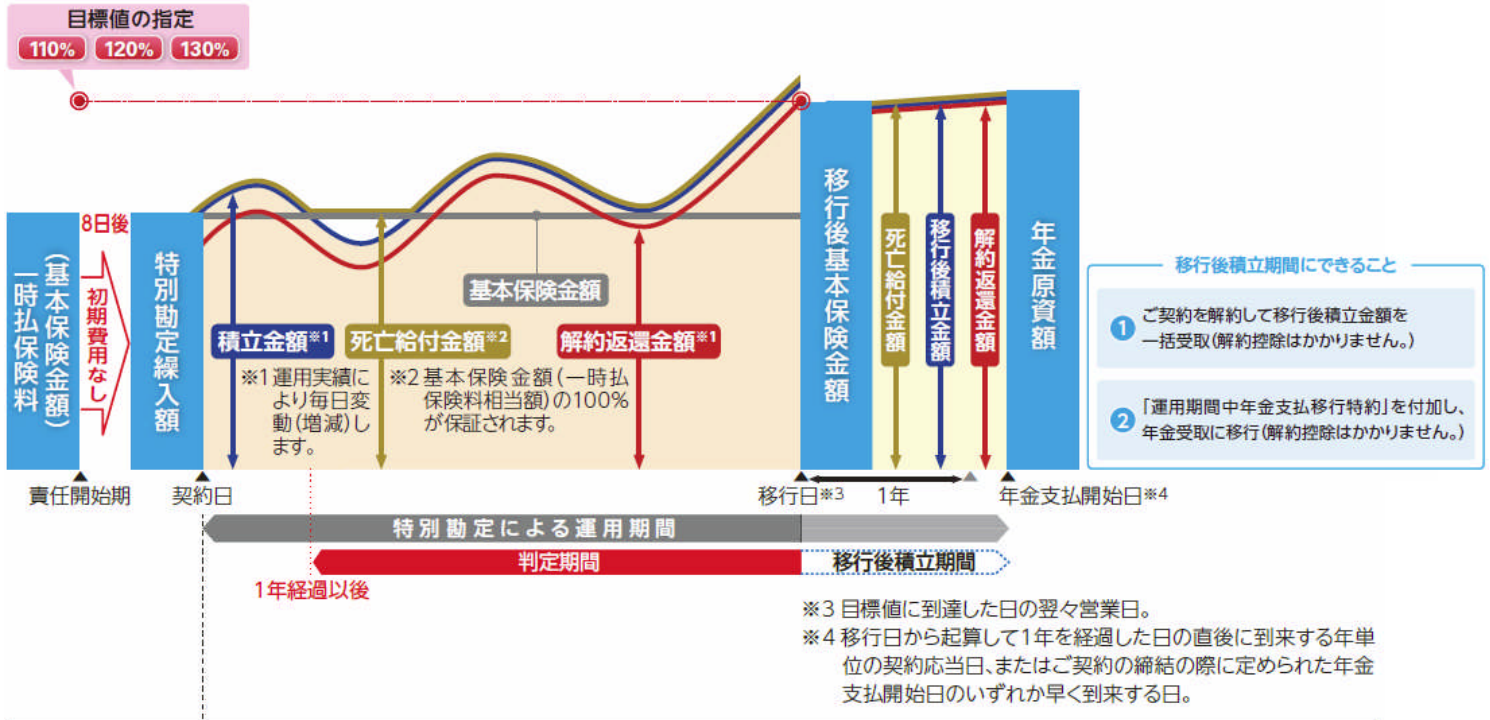 目標値の指定
110% 120% 130%
一時払保険料
(基本保険金額)
8日後
初期費用なし
特別勘定繰入額
基本保険金額
積立金額※1
死亡給付金額※2
解約返還金額※1
※1 運用実績に
より毎日変
動(増減)し
ます。
※2 基本保険金額(一時払
保険料相当額)の100%
が保証されます。
移行後基本保険金額
死亡給付金額
移行後積立金額
解約返還金額
年金原資額
移行後積立期間にできること
1 ご契約を解約して移行後積立金額を
一括受取(解約控除はかかりません。)
2 「運用期間中年金支払移行特約」を付加し、
年金受取に移行(解約控除はかかりません。)
責任開始期
契約日
移行日※3
1年
年金支払開始日※4
特別勘定による運用期間
判定期間
移行後積立期間
1年経過以後
※3 目標値に到達した日の翌々営業日。
※4 移行日から起算して1年を経過した日の直後に到来する年単
位の契約応当日、またはご契約の締結の際に定められた年金
支払開始日のいずれか早く到来する日。